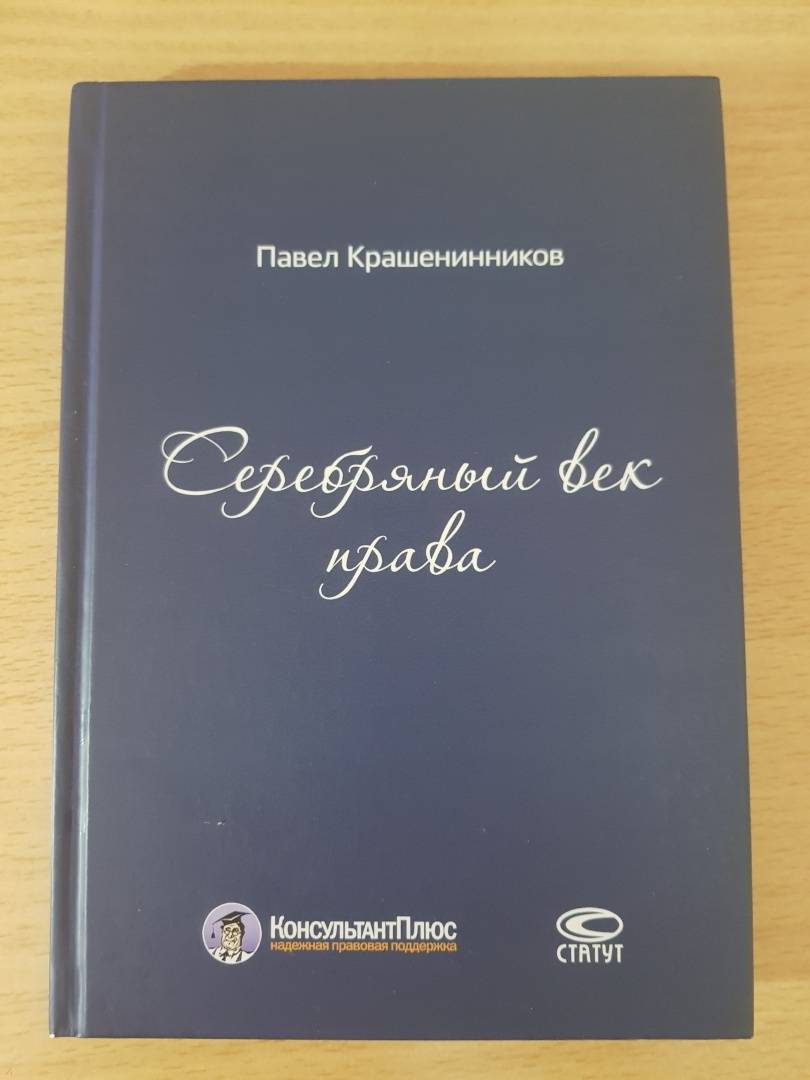 Павел Крашенинников
Серебряный век
права
КонсультантПлюс
надежная правовая поддержка
СТАТУТ